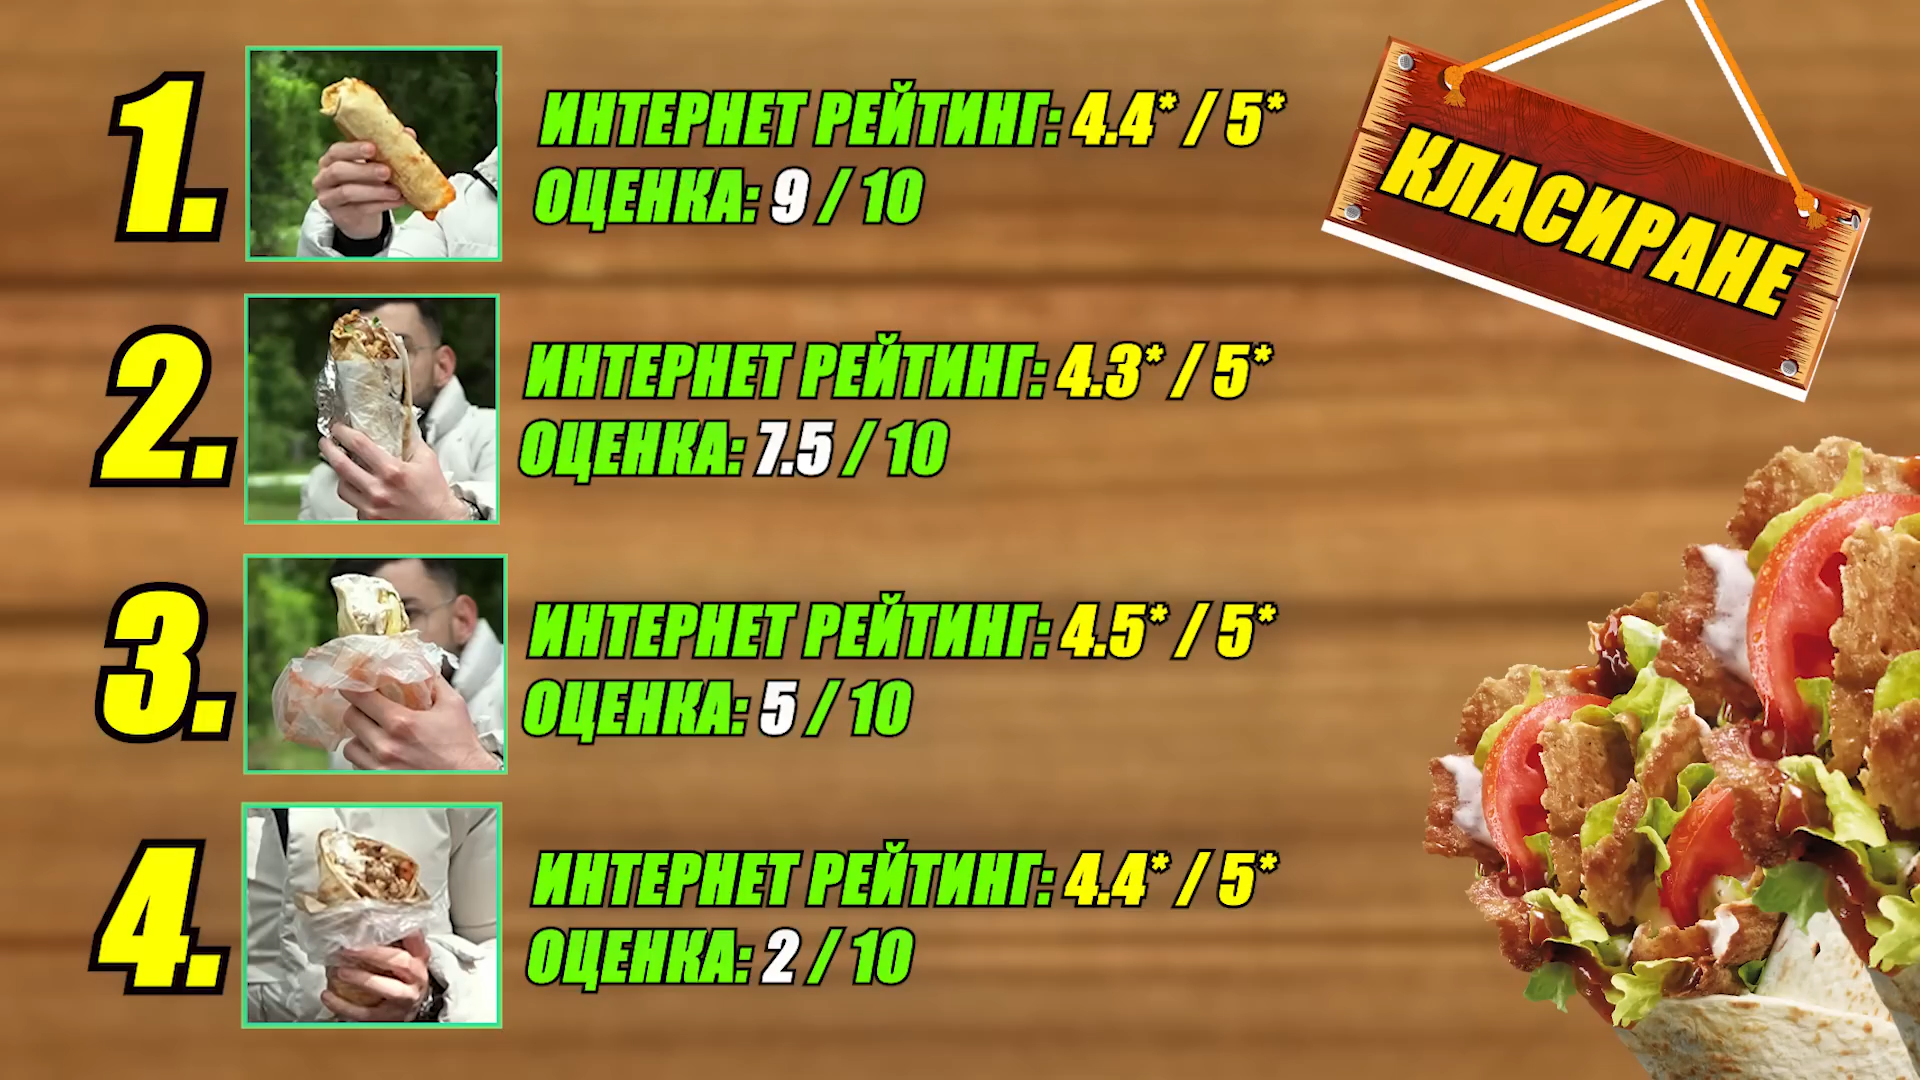 КЛАСИРАНЕ
1.
ИНТЕРНЕТ РЕЙТИНГ: 4.4* / 5*
ОЦЕНКА: 9 / 10
2.
ИНТЕРНЕТ РЕЙТИНГ: 4.3* / 5*
ОЦЕНКА: 7.5 / 10
3.
ИНТЕРНЕТ РЕЙТИНГ: 4.5* / 5*
ОЦЕНКА: 5 / 10
4.
ИНТЕРНЕТ РЕЙТИНГ: 4.4* / 5*
ОЦЕНКА: 2 / 10